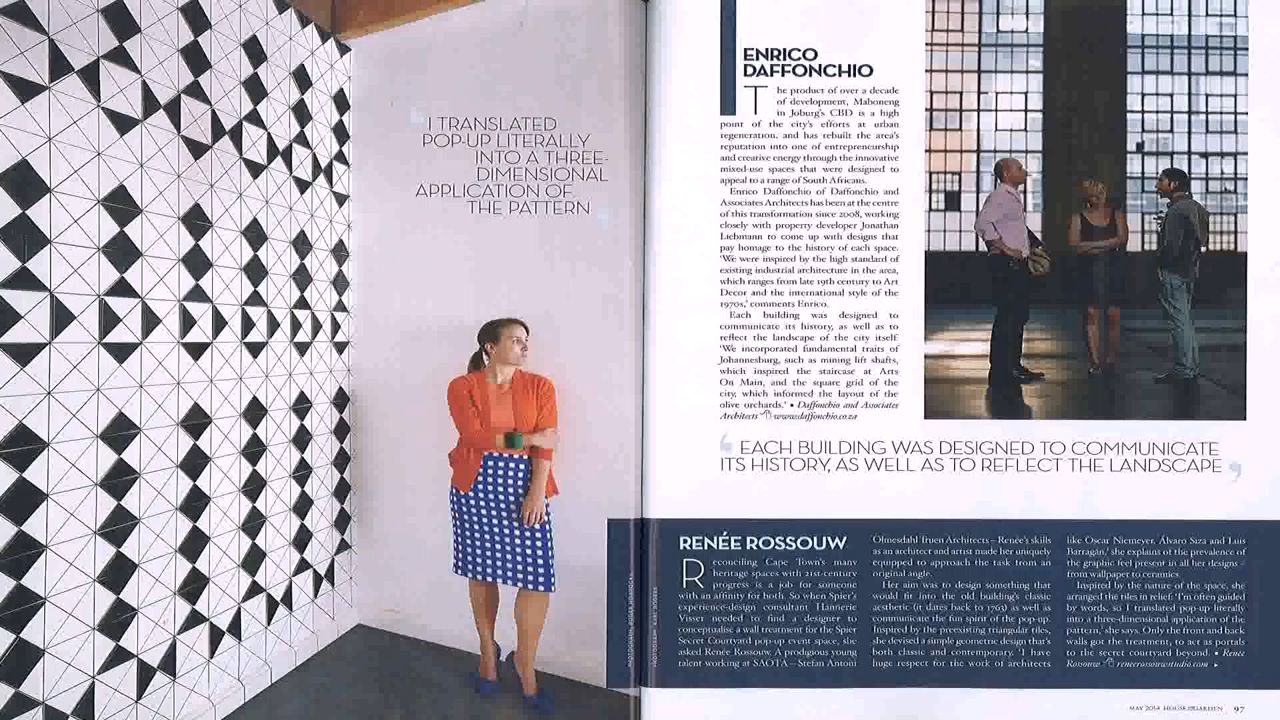 I TRANSLATED
POP-UP LITERALLY
INTO A THREE-
DIMENSIONAL
APPLICATION OF
THE PATTERN
ENRICO
DAFFONCHIO
The product of over a decade
of development, Maboneng
in Joburg's CBD is a high
point of the city's efforts at urban
regeneration, and has rebuilt the area's
reputation into one of entrepreneurship
and creative energy through the innovative
mixed-use spaces that were designed to
appeal to a range of South Africans.
Enrico Daffonchio of Daffonchio and
Associates Architects has been at the centre
of this transformation since 2008, working
closely with property developer Jonathan
Liebmann to come up with designs that
pay homage to the history of each space.
'We were inspired by the high standard of
existing industrial architecture in the area,
which ranges from late 19th century to Art
Decor and the international style of the
1970s,' comments Enrico.
Each building was designed to
communicate its history, as well as to
reflect the landscape of the city itself.
'We incorporated fundamental traits of
Johannesburg, such as mining lift shafts,
which inspired the staircase at Arts
On Main, and the square grid of the
city, which informed the layout of the
olive orchards.' • Daffonchio and Associates
Architects www.daffonchio.co.za
‘ EACH BUILDING WAS DESIGNED TO COMMUNICATE
ITS HISTORY, AS WELL AS TO REFLECT THE LANDSCAPE ’
RENÉE ROSSOUW
Reconciling Cape Town's many
heritage spaces with 21st-century
progress is a job for someone
with an affinity for both. So when Spier's
experience-design consultant Hannerie
Visser needed to find a designer to
conceptualise a wall treatment for the Spier
Secret Courtyard pop-up event space, she
asked Renée Rossouw. A prodigious young
talent working at SAOTA – Stefan Antoni
Olmesdahl Truen Architects – Renée's skills
as an architect and artist made her uniquely
equipped to approach the task from an
original angle.
Her aim was to design something that
would fit into the old building's classic
aesthetic (it dates back to 1761) as well as
communicate the fun spirit of the pop-up.
Inspired by the preexisting triangular tiles,
she devised a simple geometric design that's
both classic and contemporary. 'I have
huge respect for the work of architects
like Oscar Niemeyer, Álvaro Siza and Luis
Barragán,' she explains of the prevalence of
the graphic feel present in all her designs –
from wallpaper to ceramics.
Inspired by the nature of the space, she
arranged the tiles in relief. 'I'm often guided
by words, so I translated pop-up literally
into a three-dimensional application of the
pattern,' she says. Only the front and back
walls got the treatment, to act as portals
to the secret courtyard beyond. • Renée
Rossouw reneerossouwstudio.com
MAY 2014 HOUSE&GARDEN 97